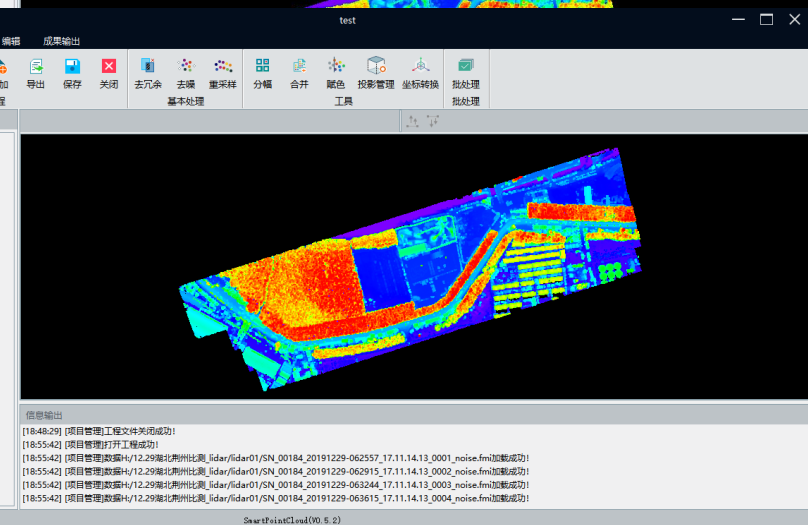 test
编辑 成果输出
加 导出 保存 关闭 去冗余 去噪 重采样 分幅 合并 赋色 投影管理 坐标转换 批处理
程 基本处理 工具 批处理
信息输出
[18:48:29] [项目管理]工程文件关闭成功!
[18:55:42] [项目管理]打开工程成功!
[18:55:42] [项目管理]数据H:/12.29湖北荆州比测_lidar/lidar01/SN_00184_20191229-062557_17.11.14.13_0001_noise.fmi加载成功!
[18:55:42] [项目管理]数据H:/12.29湖北荆州比测_lidar/lidar01/SN_00184_20191229-062915_17.11.14.13_0002_noise.fmi加载成功!
[18:55:42] [项目管理]数据H:/12.29湖北荆州比测_lidar/lidar01/SN_00184_20191229-063244_17.11.14.13_0003_noise.fmi加载成功!
[18:55:42] [项目管理]数据H:/12.29湖北荆州比测_lidar/lidar01/SN_00184_20191229-063615_17.11.14.13_0004_noise.fmi加载成功!
SmartPointCloud(V0.5.2)